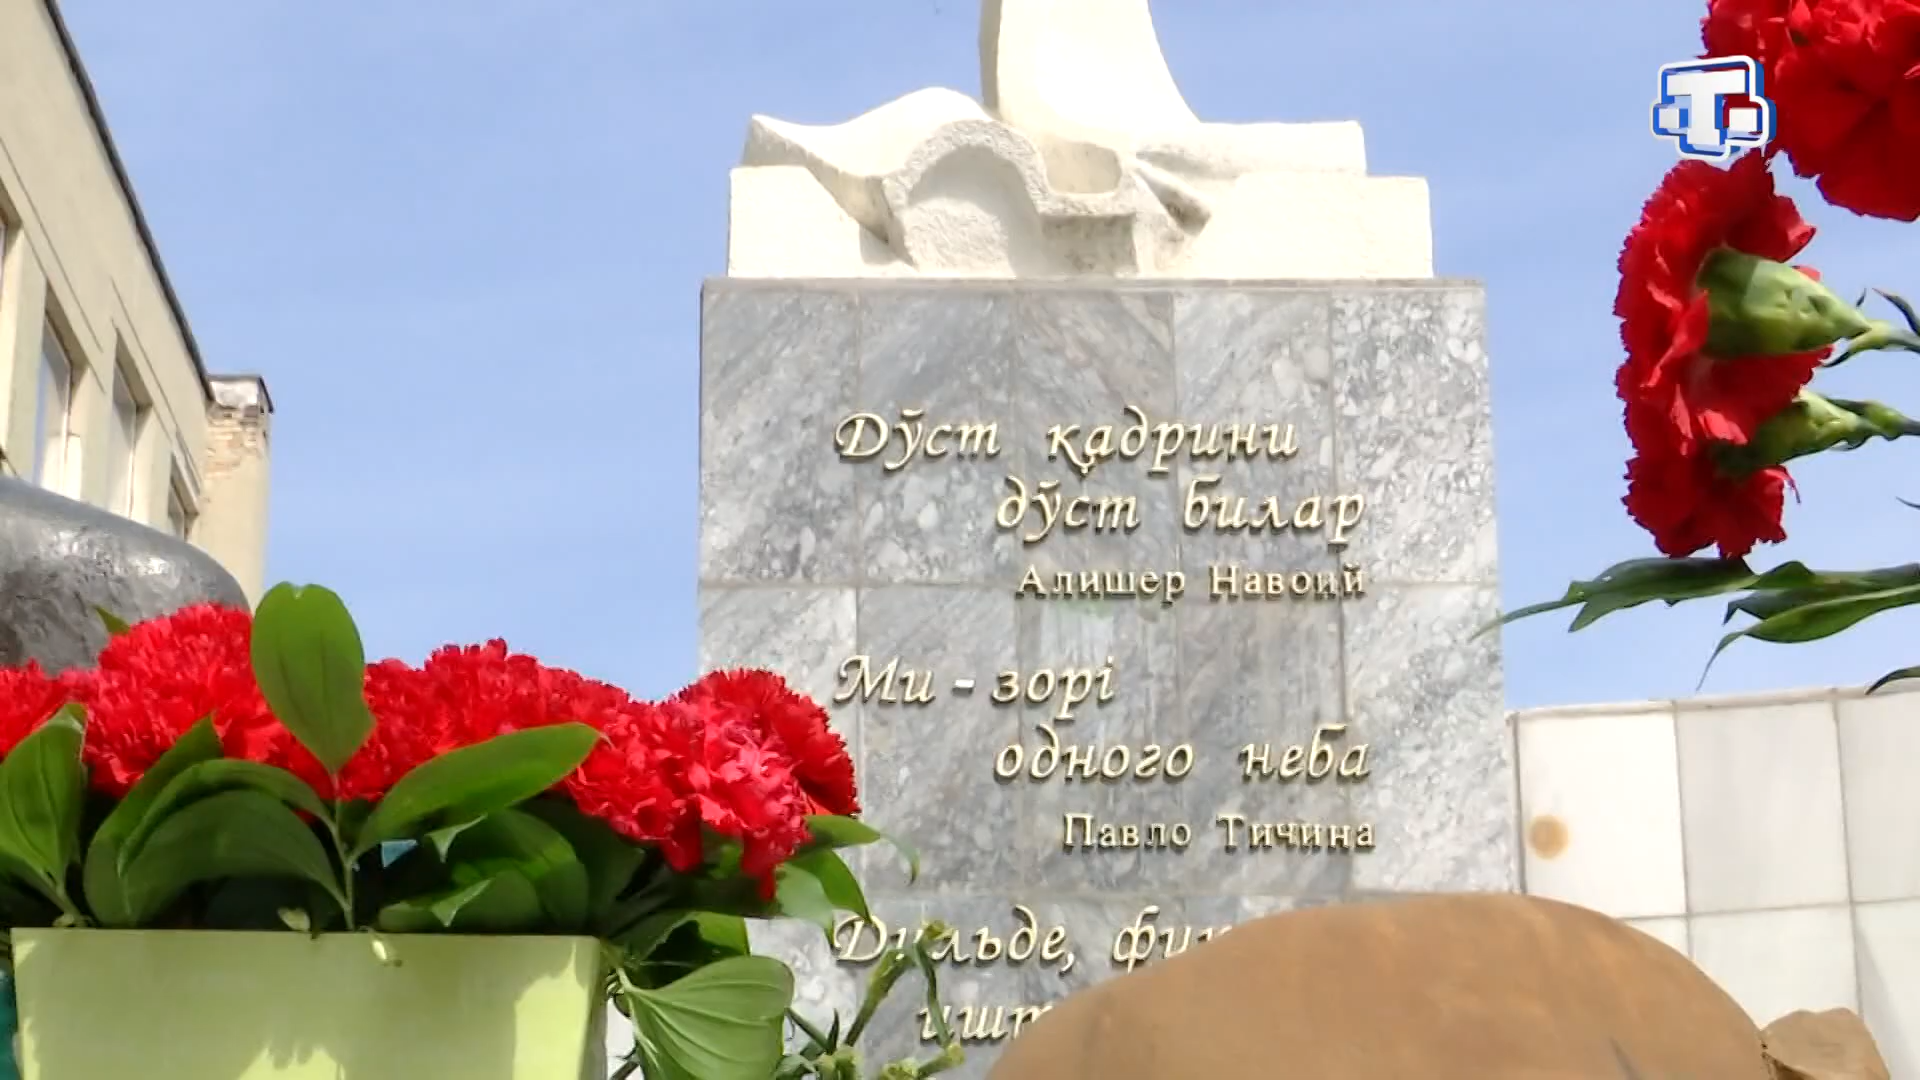 Дўст қадрини
дўст билар
Алишер Навоий
Ми - зорі
одного неба
Павло Тичина
Т